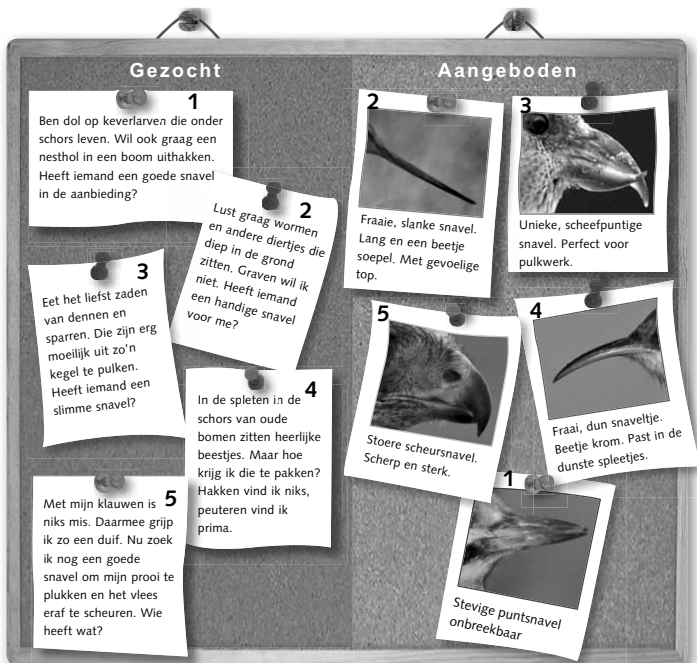 Gezocht
1
Ben dol op keverlarven die onder
schors leven. Wil ook graag een
nesthol in een boom uithakken.
Heeft iemand een goede snavel
in de aanbieding?
2
Lust graag wormen
en andere diertjes die
diep in de grond
zitten. Graven wil ik
niet. Heeft iemand
een handige snavel
voor me?
3
Eet het liefst zaden
van dennen en
sparren. Die zijn erg
moeilijk uit zo'n
kegel te pulken.
Heeft iemand een
slimme snavel?
4
In de spleten in de
schors van oude
bomen zitten heerlijke
beestjes. Maar hoe
krijg ik die te pakken?
Hakken vind ik niks,
peuteren vind ik
prima.
5
Met mijn klauwen is
niks mis. Daarmee grijp
ik zo een duif. Nu zoek
ik nog een goede
snavel om mijn prooi te
plukken en het vlees
eraf te scheuren. Wie
heeft wat?
Aangeboden
2
Fraaie, slanke snavel.
Lang en een beetje
soepel. Met gevoelige
top.
3
Unieke, scheefpuntige
snavel. Perfect voor
pulkwerk.
5
Stoere scheursnavel.
Scherp en sterk.
4
Fraai, dun snaveltje.
Beetje krom. Past in de
dunste spleetjes.
1
Stevige puntsnavel
onbreekbaar